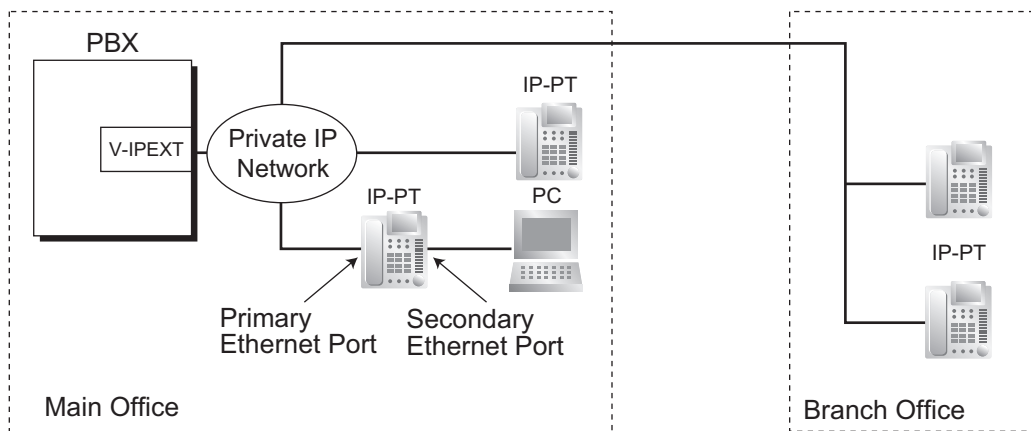 PBX
V-IPEXT
Private IP
Network
IP-PT
IP-PT
PC
Primary
Ethernet Port
Secondary
Ethernet Port
Main Office
IP-PT
Branch Office